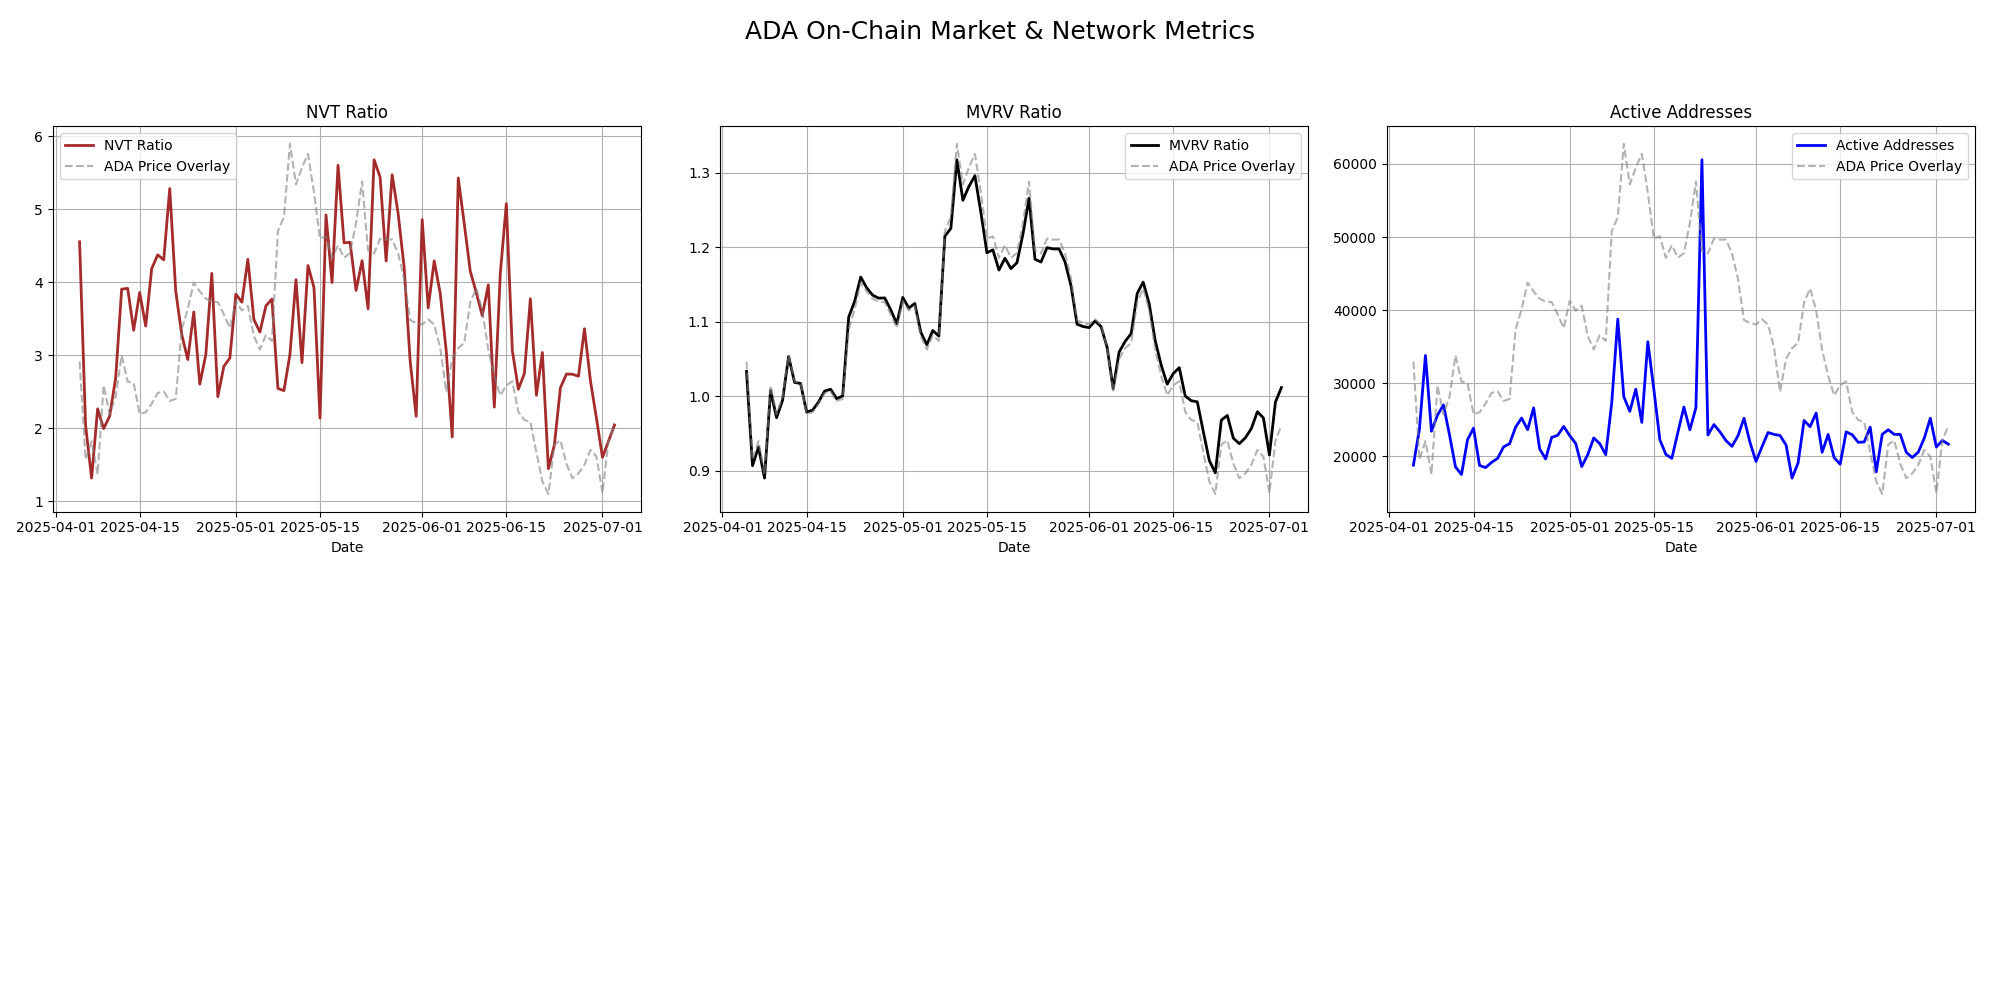 ADA On-Chain Market & Network Metrics
NVT Ratio
NVT Ratio
ADA Price Overlay
6
5
4
3
2
1
2025-04-01 2025-04-15 2025-05-01 2025-05-15 2025-06-01 2025-06-15 2025-07-01
Date
MVRV Ratio
MVRV Ratio
ADA Price Overlay
1.3
1.2
1.1
1.0
0.9
2025-04-01 2025-04-15 2025-05-01 2025-05-15 2025-06-01 2025-06-15 2025-07-01
Date
Active Addresses
Active Addresses
ADA Price Overlay
60000
50000
40000
30000
20000
2025-04-01 2025-04-15 2025-05-01 2025-05-15 2025-06-01 2025-06-15 2025-07-01
Date